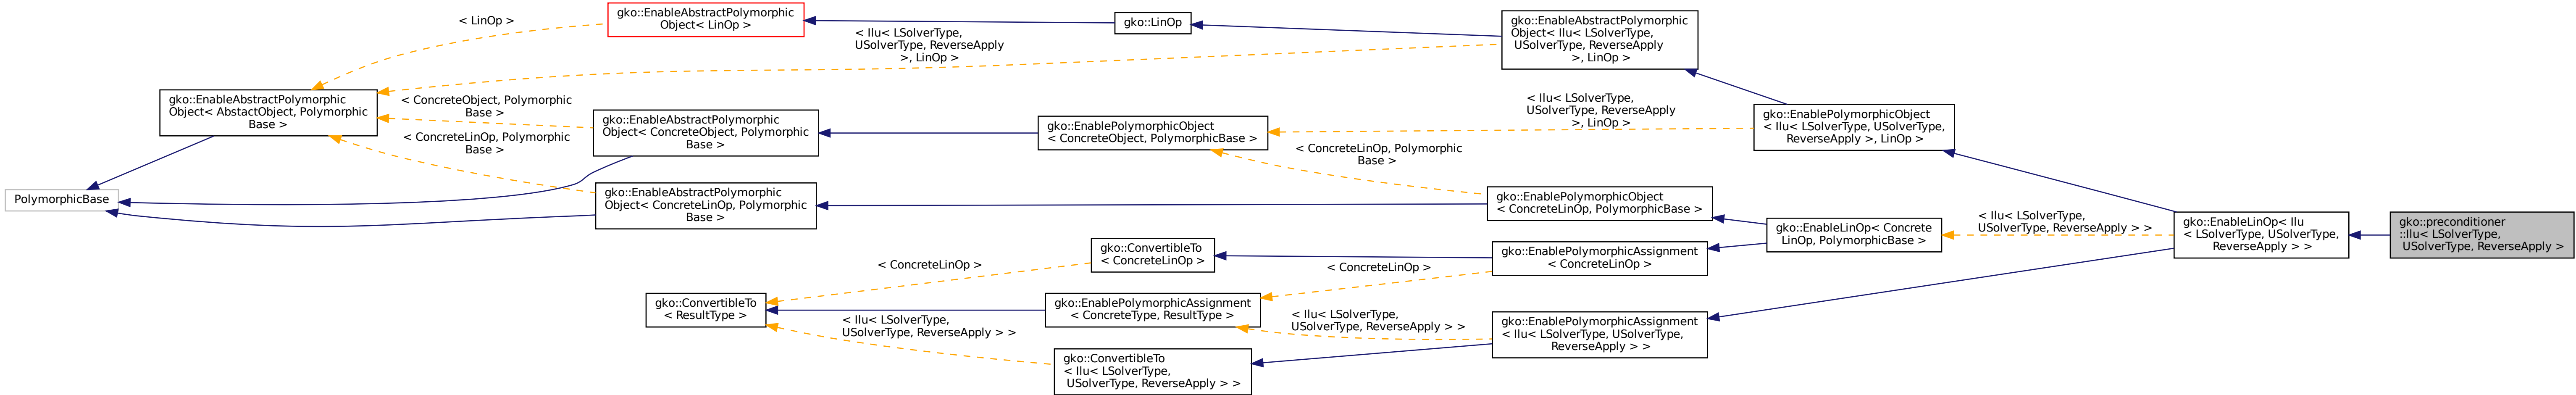 PolymorphicBase
gko::EnableAbstractPolymorphic
Object< AbstactObject, Polymorphic
Base >
< LinOp >
gko::EnableAbstractPolymorphic
Object< LinOp >
< Ilu< LSolverType,
USolverType, ReverseApply
>, LinOp >
< ConcreteObject, Polymorphic
Base >
< ConcreteLinOp, Polymorphic
Base >
gko::EnableAbstractPolymorphic
Object< ConcreteObject, Polymorphic
Base >
gko::EnableAbstractPolymorphic
Object< ConcreteLinOp, Polymorphic
Base >
gko::ConvertibleTo
< ResultType >
< ConcreteLinOp >
< Ilu< LSolverType,
USolverType, ReverseApply > >
gko::LinOp
gko::EnablePolymorphicObject
< ConcreteObject, PolymorphicBase >
gko::ConvertibleTo
< ConcreteLinOp >
gko::EnablePolymorphicAssignment
< ConcreteType, ResultType >
gko::ConvertibleTo
< Ilu< LSolverType,
USolverType, ReverseApply > >
< Ilu< LSolverType,
USolverType, ReverseApply
>, LinOp >
< ConcreteLinOp, Polymorphic
Base >
< ConcreteLinOp >
< Ilu< LSolverType,
USolverType, ReverseApply > >
gko::EnableAbstractPolymorphic
Object< Ilu< LSolverType,
USolverType, ReverseApply
>, LinOp >
gko::EnablePolymorphicObject
< ConcreteLinOp, PolymorphicBase >
gko::EnablePolymorphicAssignment
< ConcreteLinOp >
gko::EnablePolymorphicAssignment
< Ilu< LSolverType, USolverType,
ReverseApply > >
gko::EnablePolymorphicObject
< Ilu< LSolverType, USolverType,
ReverseApply >, LinOp >
gko::EnableLinOp< Concrete
LinOp, PolymorphicBase >
< Ilu< LSolverType,
USolverType, ReverseApply > >
gko::EnableLinOp< Ilu
< LSolverType, USolverType,
ReverseApply > >
gko::preconditioner
::Ilu< LSolverType,
USolverType, ReverseApply >